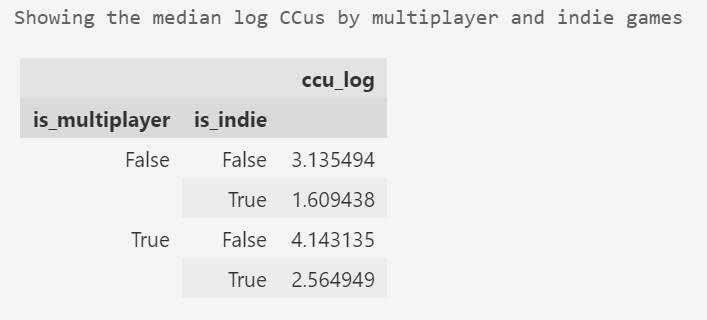 Showing the median log CCus by multiplayer and indie games
ccu_log
is_multiplayer is_indie
False False 3.135494
True 1.609438
True False 4.143135
True 2.564949